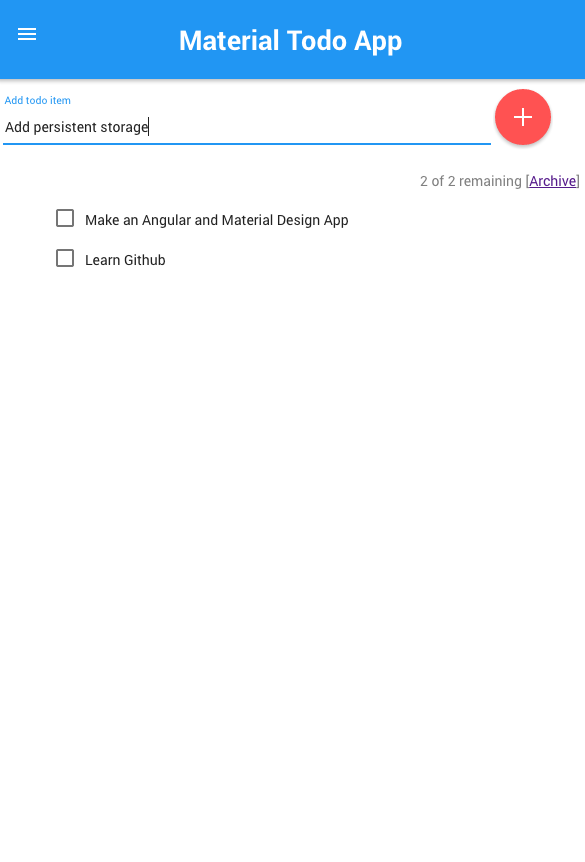 Material Todo App
Add todo item
Add persistent storage
2 of 2 remaining [Archive]
Make an Angular and Material Design App
Learn Github